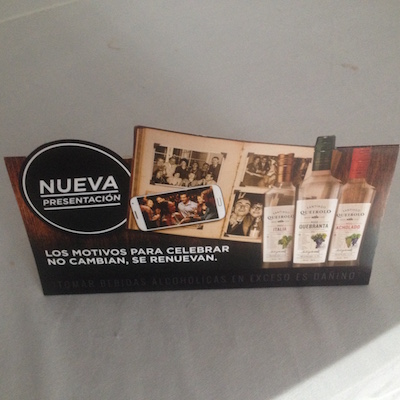 NUEVA
PRESENTACIÓN
LOS MOTIVOS PARA CELEBRAR
NO CAMBIAN, SE RENUEVAN.
QUEIROLO
ITALIA
QUEIROLO
QUEBRANTA
QUEIROLO
ACHOLADO
TOMAR BEBIDAS ALCOHÓLICAS EN EXCESO ES DAÑINO